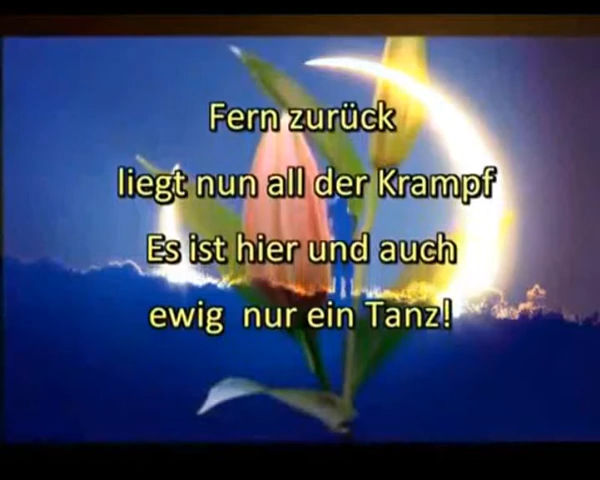 Fern zurück
liegt nun all der Krampf
Es ist hier und auch
ewig nur ein Tanz!